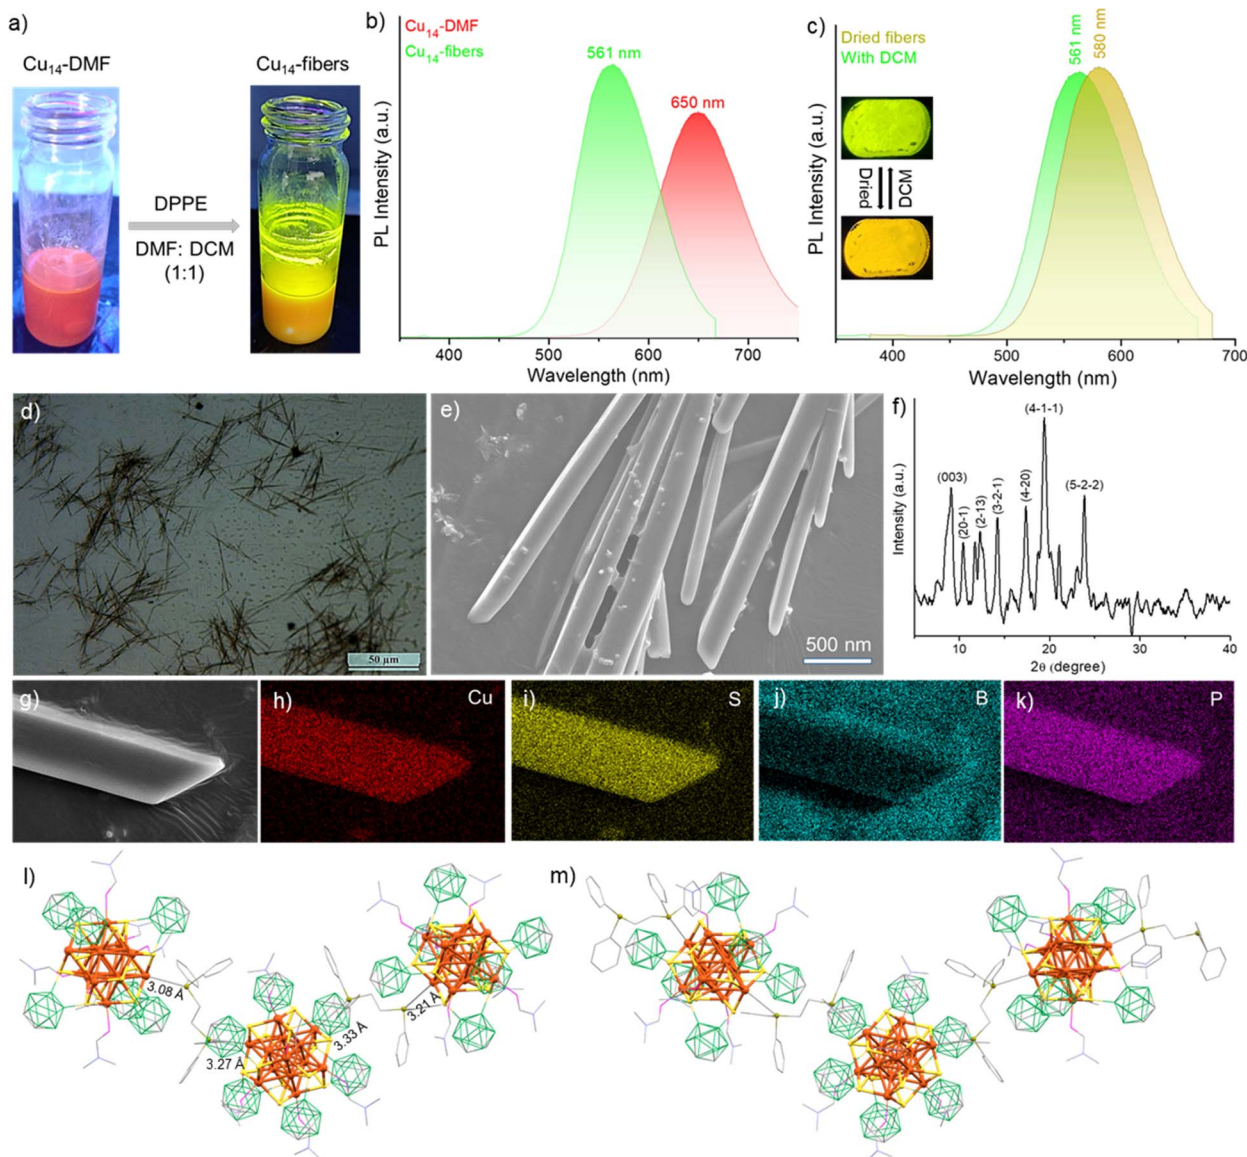 a)
Cu₁₄-DMF
Cu₁₄-fibers
DPPE
DMF: DCM
(1:1)
b)
Cu₁₄-DMF
Cu₁₄-fibers
561 nm
650 nm
PL Intensity (a.u.)
500
600
700
Wavelength (nm)
c)
Dried fibers
With DCM
561 nm
580 nm
Dried
DCM
PL Intensity (a.u.)
400
500
600
700
Wavelength (nm)
d)
50 µm
e)
500 nm
f)
(003)
(20-1)
(2-13)
(3-2-1)
(4-20)
(4-1-1)
(5-2-2)
Intensity (a.u.)
10
20
30
40
2θ (degree)
g)
h)
Cu
i)
S
j)
B
k)
P
l)
3.08 Å
3.27 Å
3.33 Å
3.21 Å
m)